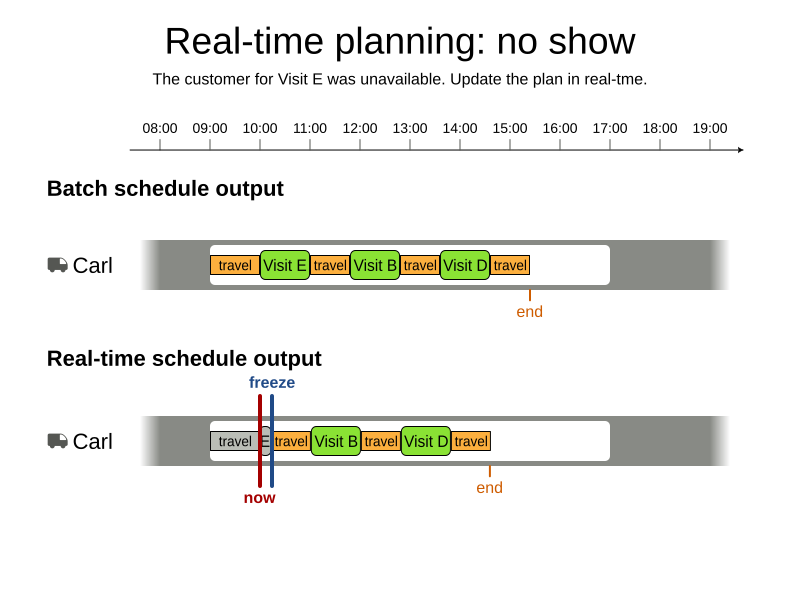 Real-time planning: no show
The customer for Visit E was unavailable. Update the plan in real-tme.
08:00 09:00 10:00 11:00 12:00 13:00 14:00 15:00 16:00 17:00 18:00 19:00
Batch schedule output
Carl travel Visit E travel Visit B travel Visit D travel
end
Real-time schedule output
freeze
Carl travel E travel Visit B travel Visit D travel
end
now